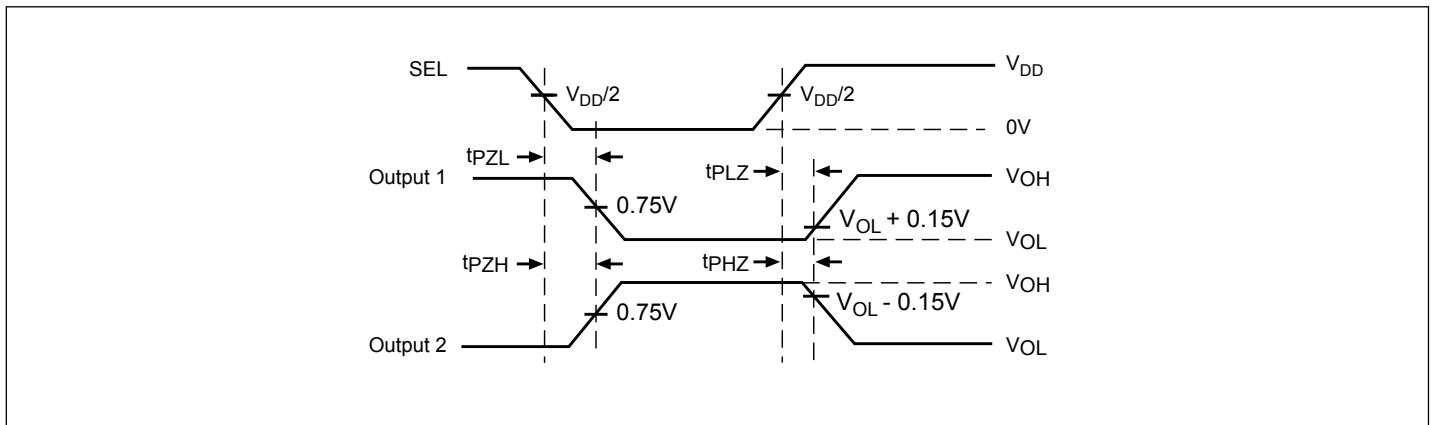 SEL
VDD/2
VDD/2
VDD
0V
tPZL
tPLZ
Output 1
0.75V
VOH
VOL + 0.15V
VOL
tPZH
tPHZ
VOH
VOL - 0.15V
0.75V
Output 2
VOL